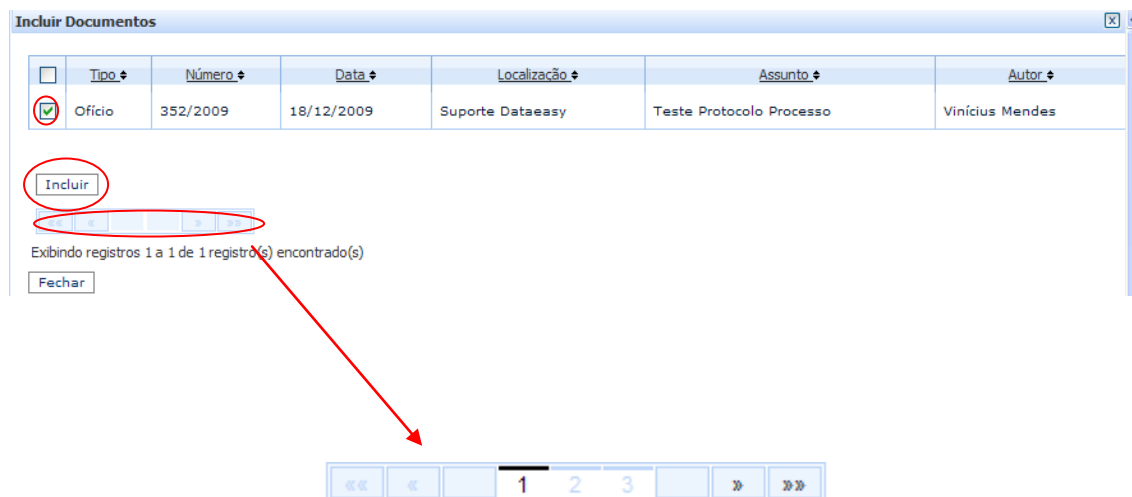 Incluir Documentos X
Tipo Número Data Localização Assunto Autor
Ofício 352/2009 18/12/2009 Suporte Dataeasy Teste Protocolo Processo Vinícius Mendes
Incluir
«« « » »»
Exibindo registros 1 a 1 de 1 registro(s) encontrado(s)
Fechar
«« « 1 2 3 » »»